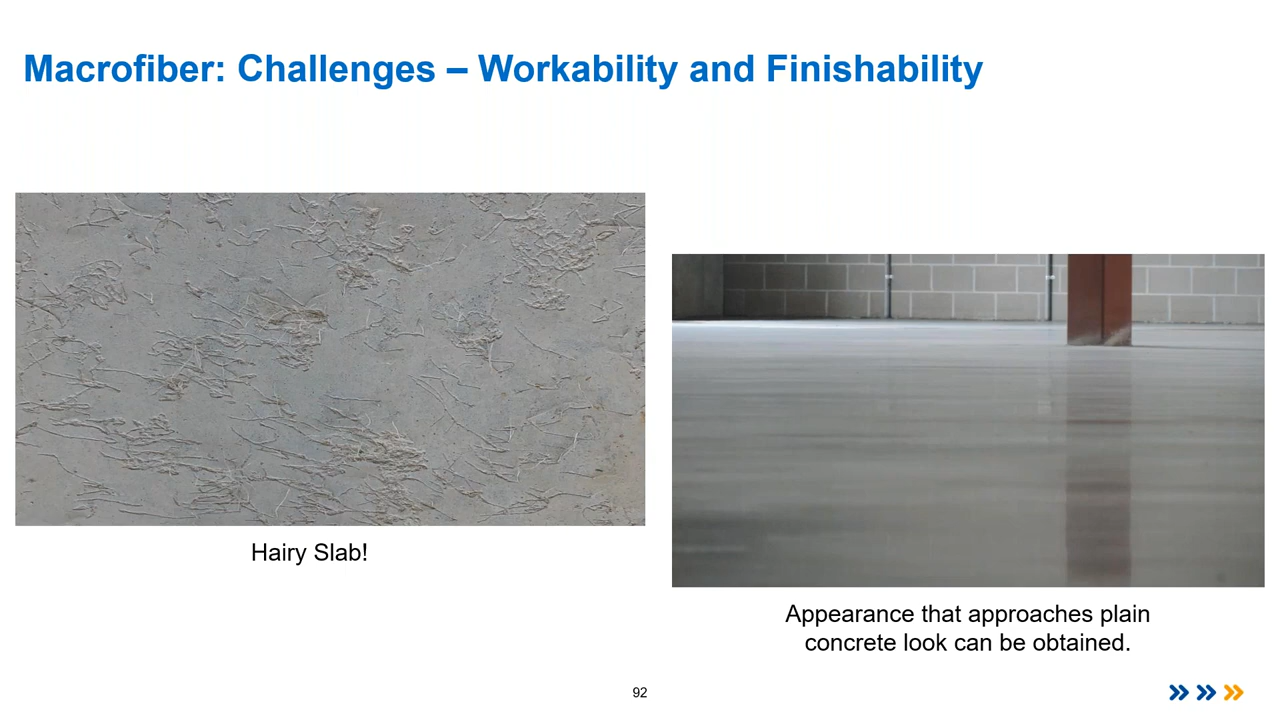 Macrofiber: Challenges – Workability and Finishability
Hairy Slab!
Appearance that approaches plain
concrete look can be obtained.
92